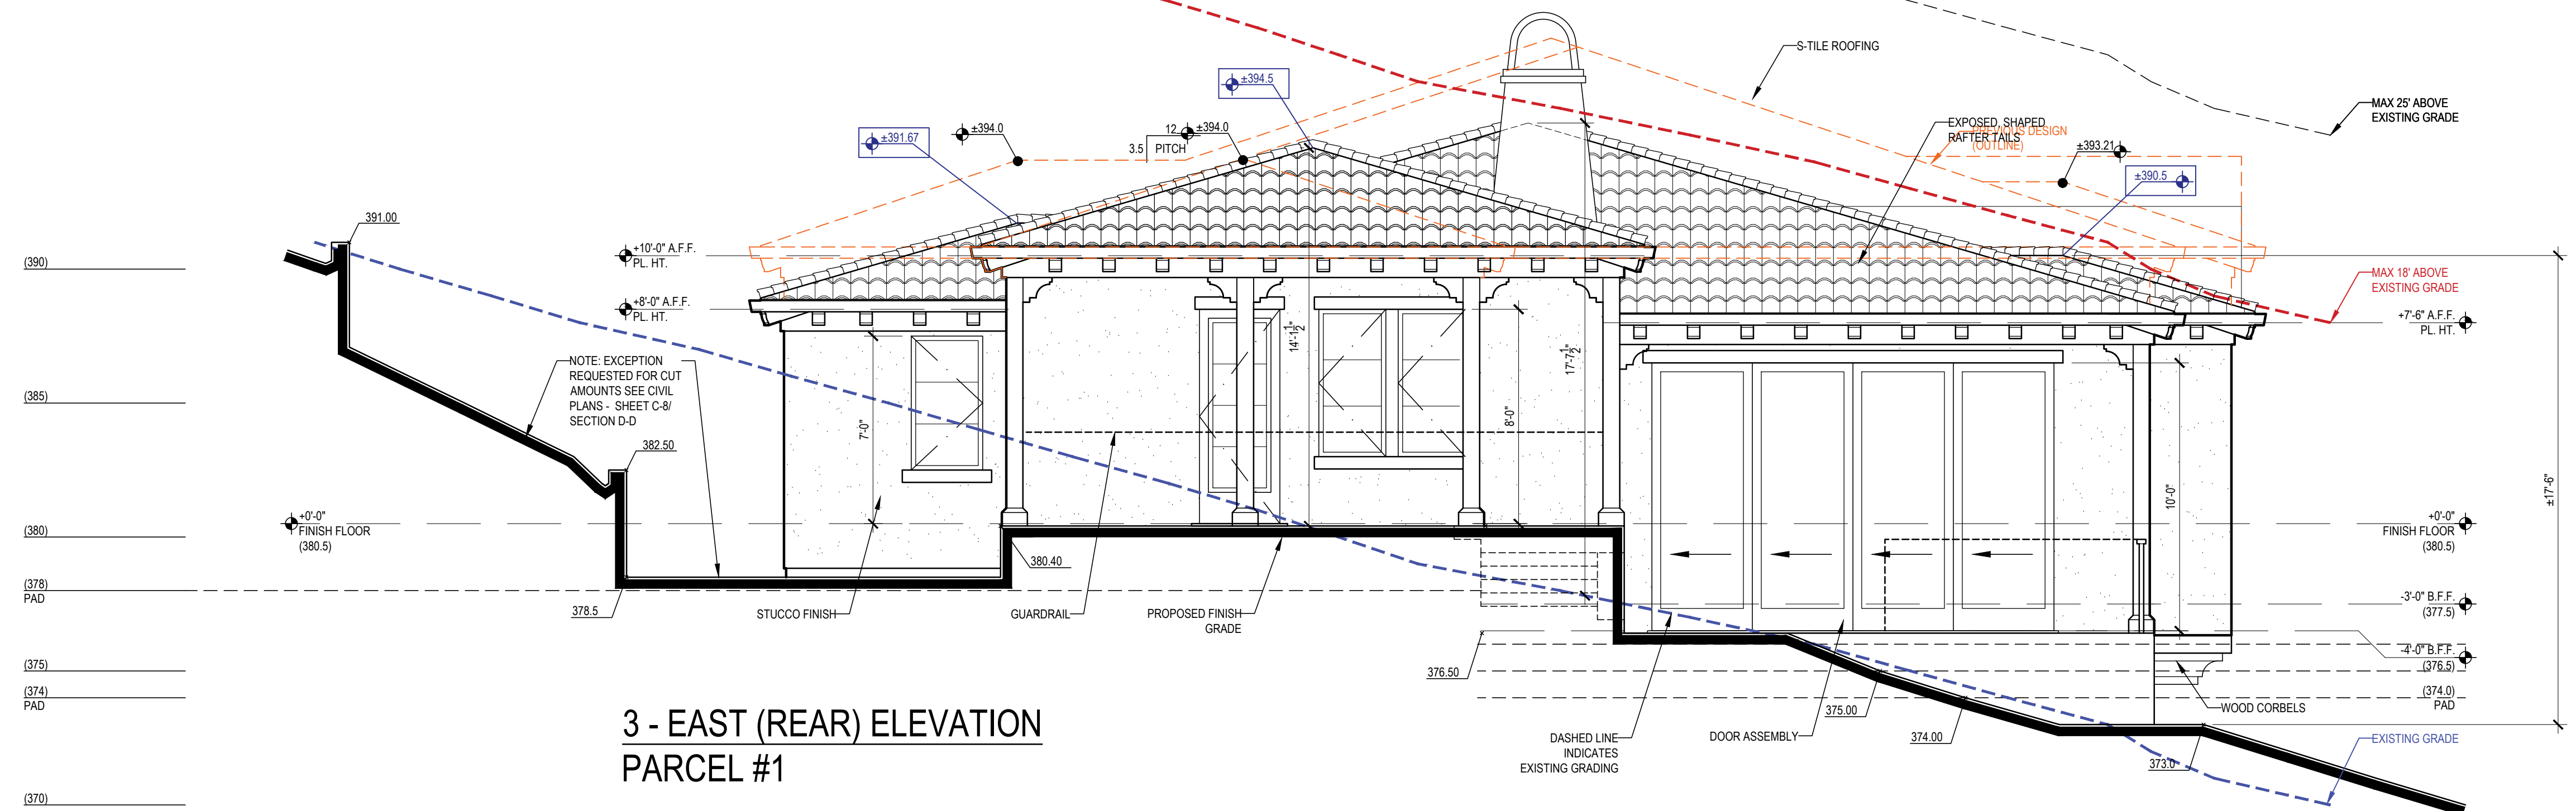 S-TILE ROOFING
MAX 25' ABOVE
EXISTING GRADE
±394.5
±391.67
±394.0
12
±394.0
3.5 PITCH
EXPOSED, SHAPED
RAFTER TAILS
PREVIOUS DESIGN
(OUTLINE)
±393.21
±390.5
391.00
(390)
+10'-0" A.F.F.
PL. HT.
+8'-0" A.F.F.
PL. HT.
MAX 18' ABOVE
EXISTING GRADE
+7'-6" A.F.F.
PL. HT.
NOTE: EXCEPTION
REQUESTED FOR CUT
AMOUNTS SEE CIVIL
PLANS - SHEET C-8/
SECTION D-D
14'-1 1/2"
17'-7 1/2"
(385)
7'-0"
8'-0"
10'-0"
±17'-6"
382.50
+0'-0"
FINISH FLOOR
(380.5)
+0'-0"
FINISH FLOOR
(380.5)
(380)
380.40
(378)
PAD
378.5
STUCCO FINISH
GUARDRAIL
PROPOSED FINISH
GRADE
-3'-0" B.F.F.
(377.5)
-4'-0" B.F.F.
(376.5)
(375)
376.50
(374)
PAD
(374.0)
PAD
375.00
WOOD CORBELS
3 - EAST (REAR) ELEVATION
PARCEL #1
DASHED LINE
INDICATES
EXISTING GRADING
DOOR ASSEMBLY
374.00
373.0
EXISTING GRADE
(370)